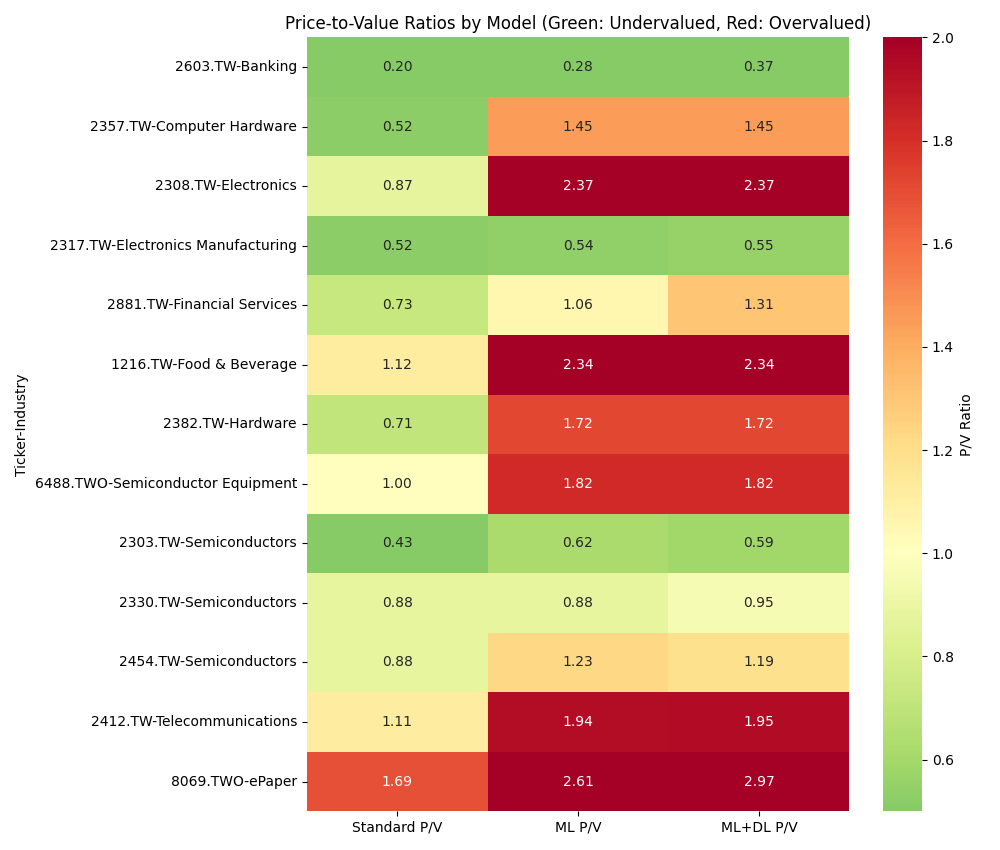 Price-to-Value Ratios by Model (Green: Undervalued, Red: Overvalued)
Ticker-Industry
2603.TW-Banking 0.20 0.28 0.37
2357.TW-Computer Hardware 0.52 1.45 1.45
2308.TW-Electronics 0.87 2.37 2.37
2317.TW-Electronics Manufacturing 0.52 0.54 0.55
2881.TW-Financial Services 0.73 1.06 1.31
1216.TW-Food & Beverage 1.12 2.34 2.34
2382.TW-Hardware 0.71 1.72 1.72
6488.TWO-Semiconductor Equipment 1.00 1.82 1.82
2303.TW-Semiconductors 0.43 0.62 0.59
2330.TW-Semiconductors 0.88 0.88 0.95
2454.TW-Semiconductors 0.88 1.23 1.19
2412.TW-Telecommunications 1.11 1.94 1.95
8069.TWO-ePaper 1.69 2.61 2.97
Standard P/V ML P/V ML+DL P/V
2.0
1.8
1.6
1.4
1.2
1.0
0.8
0.6
P/V Ratio